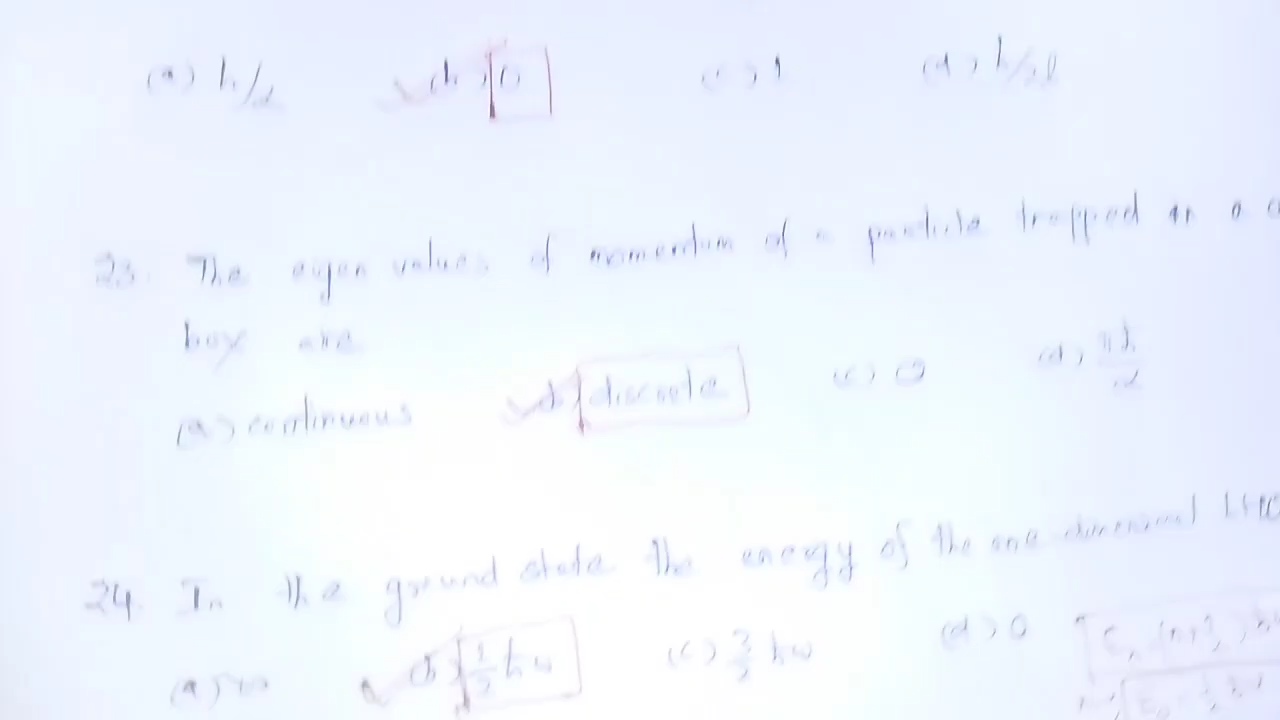 (a) ħ/2 (b) 0 (c) 1 (d) ħ/2l
23. The eigen values of momentum of a particle trapped in a
box are
(a) continuous (b) discrete (c) 0 (d) πħ/2
24. In the ground state the energy of the one dimensional LHO
(a) ∞ (b) 1/2 ħω (c) 3/2 ħω (d) 0